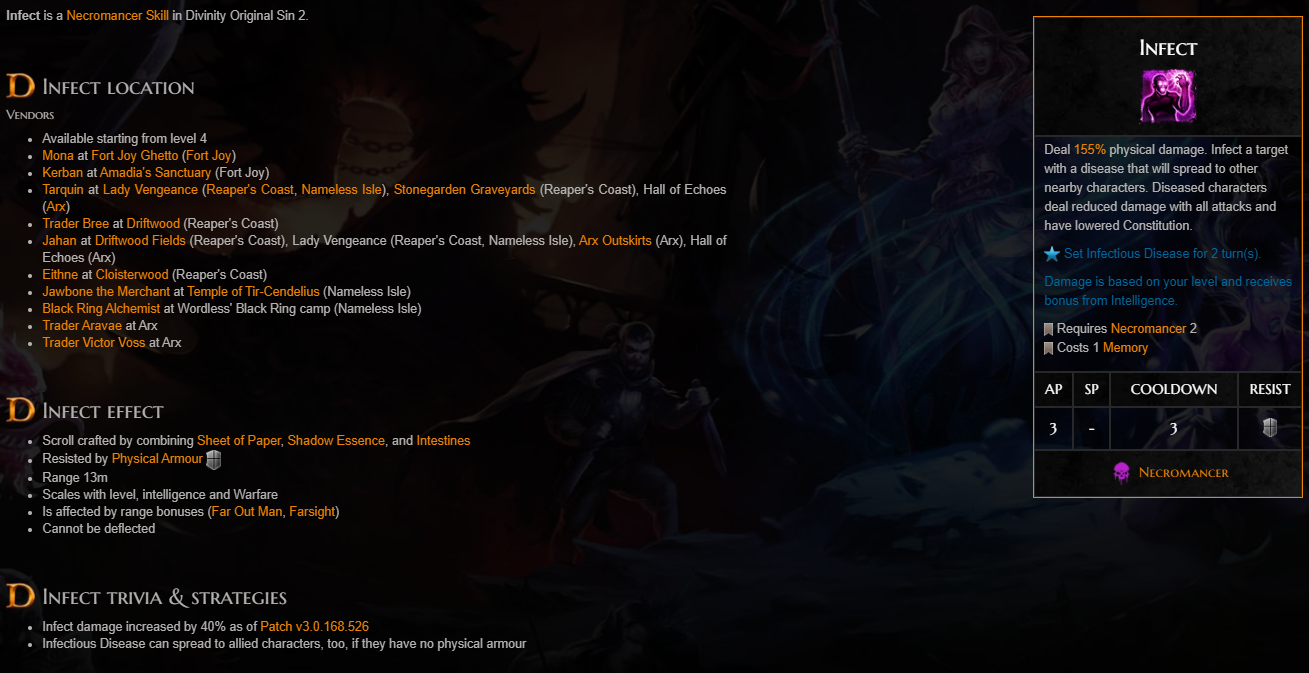 Infect is a Necromancer Skill in Divinity Original Sin 2.
Infect location
Vendors
Available starting from level 4
Mona at Fort Joy Ghetto (Fort Joy)
Kerban at Amadia's Sanctuary (Fort Joy)
Tarquin at Lady Vengeance (Reaper's Coast, Nameless Isle), Stonegarden Graveyards (Reaper's Coast), Hall of Echoes
(Arx)
Trader Bree at Driftwood (Reaper's Coast)
Jahan at Driftwood Fields (Reaper's Coast), Lady Vengeance (Reaper's Coast, Nameless Isle), Arx Outskirts (Arx), Hall of
Echoes (Arx)
Eithne at Cloisterwood (Reaper's Coast)
Jawbone the Merchant at Temple of Tir-Cendelius (Nameless Isle)
Black Ring Alchemist at Wordless' Black Ring camp (Nameless Isle)
Trader Aravae at Arx
Trader Victor Voss at Arx
Infect effect
Scroll crafted by combining Sheet of Paper, Shadow Essence, and Intestines
Resisted by Physical Armour
Range 13m
Scales with level, intelligence and Warfare
Is affected by range bonuses (Far Out Man, Farsight)
Cannot be deflected
Infect trivia & strategies
Infect damage increased by 40% as of Patch v3.0.168.526
Infectious Disease can spread to allied characters, too, if they have no physical armour
Infect
Deal 155% physical damage. Infect a target
with a disease that will spread to other
nearby characters. Diseased characters
deal reduced damage with all attacks and
have lowered Constitution.
Set Infectious Disease for 2 turn(s).
Damage is based on your level and receives
bonus from Intelligence.
Requires Necromancer 2
Costs 1 Memory
AP SP COOLDOWN RESIST
3 - 3
Necromancer